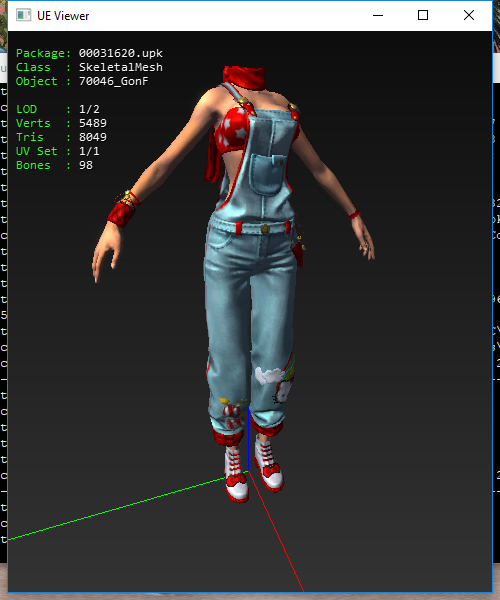 UE Viewer
Package: 00031620.upk
Class : SkeletalMesh
Object : 70046_GonF
LOD : 1/2
Verts : 5489
Tris : 8049
UV Set : 1/1
Bones : 98